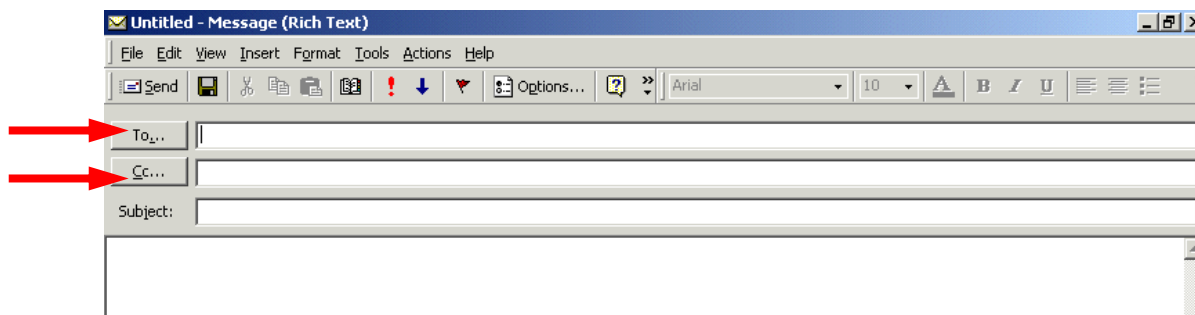 Untitled - Message (Rich Text)
File Edit View Insert Format Tools Actions Help
Send Options... Arial 10 A B I U
To...
Cc...
Subject: